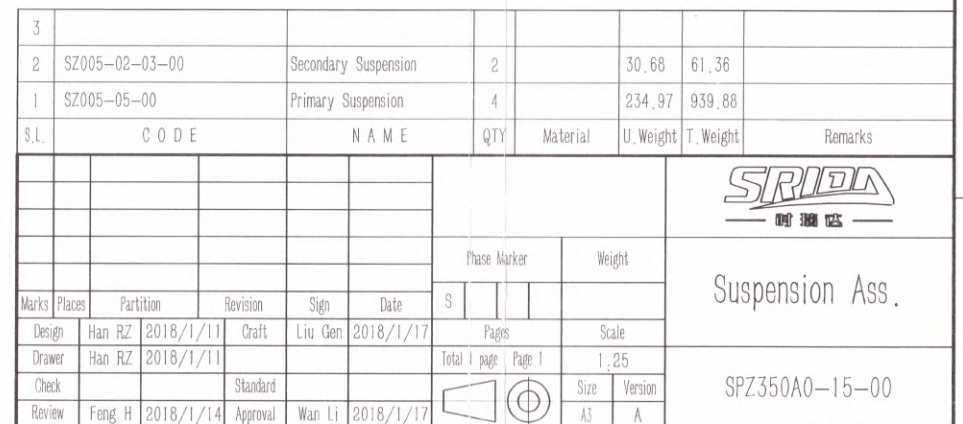 3
2 SZ005-02-03-00 Secondary Suspension 2 30.68 61.36
1 SZ005-05-00 Primary Suspension 4 234.97 939.88
S.L. CODE NAME QTY Material U.Weight T.Weight Remarks
SRIDA
时瑞达
Phase Marker Weight
Suspension Ass.
Marks Places Partition Revision Sign Date S
Design Han RZ 2018/1/11 Craft Liu Gen 2018/1/17 Pages Scale
Drawer Han RZ 2018/1/11 Total 1 page Page 1 1:25
Check Standard Size Version
SPZ350A0-15-00
Review Feng H 2018/1/14 Approval Wan Li 2018/1/17 A3 A